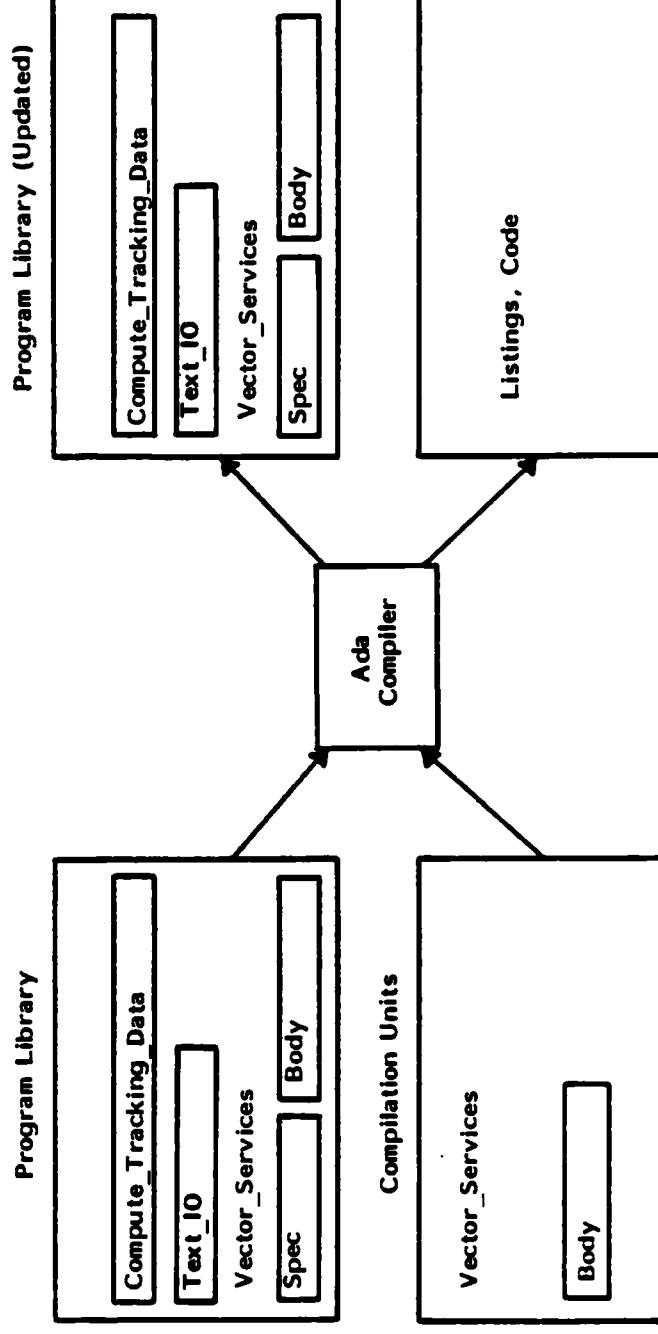 Program Library
Compute_Tracking_Data
Text_IO
Vector_Services
Spec
Body
Compilation Units
Vector_Services
Body
Ada
Compiler
Program Library (Updated)
Compute_Tracking_Data
Text_IO
Vector_Services
Spec
Body
Listings, Code